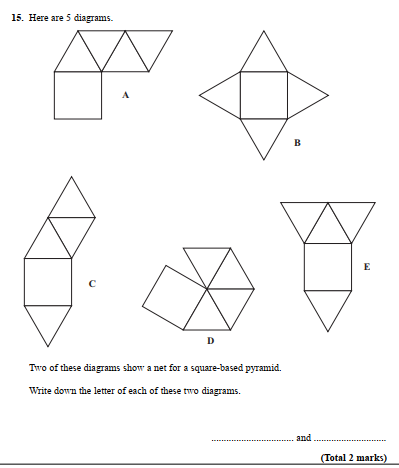 15. Here are 5 diagrams.
A
B
C
D
E
Two of these diagrams show a net for a square-based pyramid.
Write down the letter of each of these two diagrams.
................................ and ............................
(Total 2 marks)